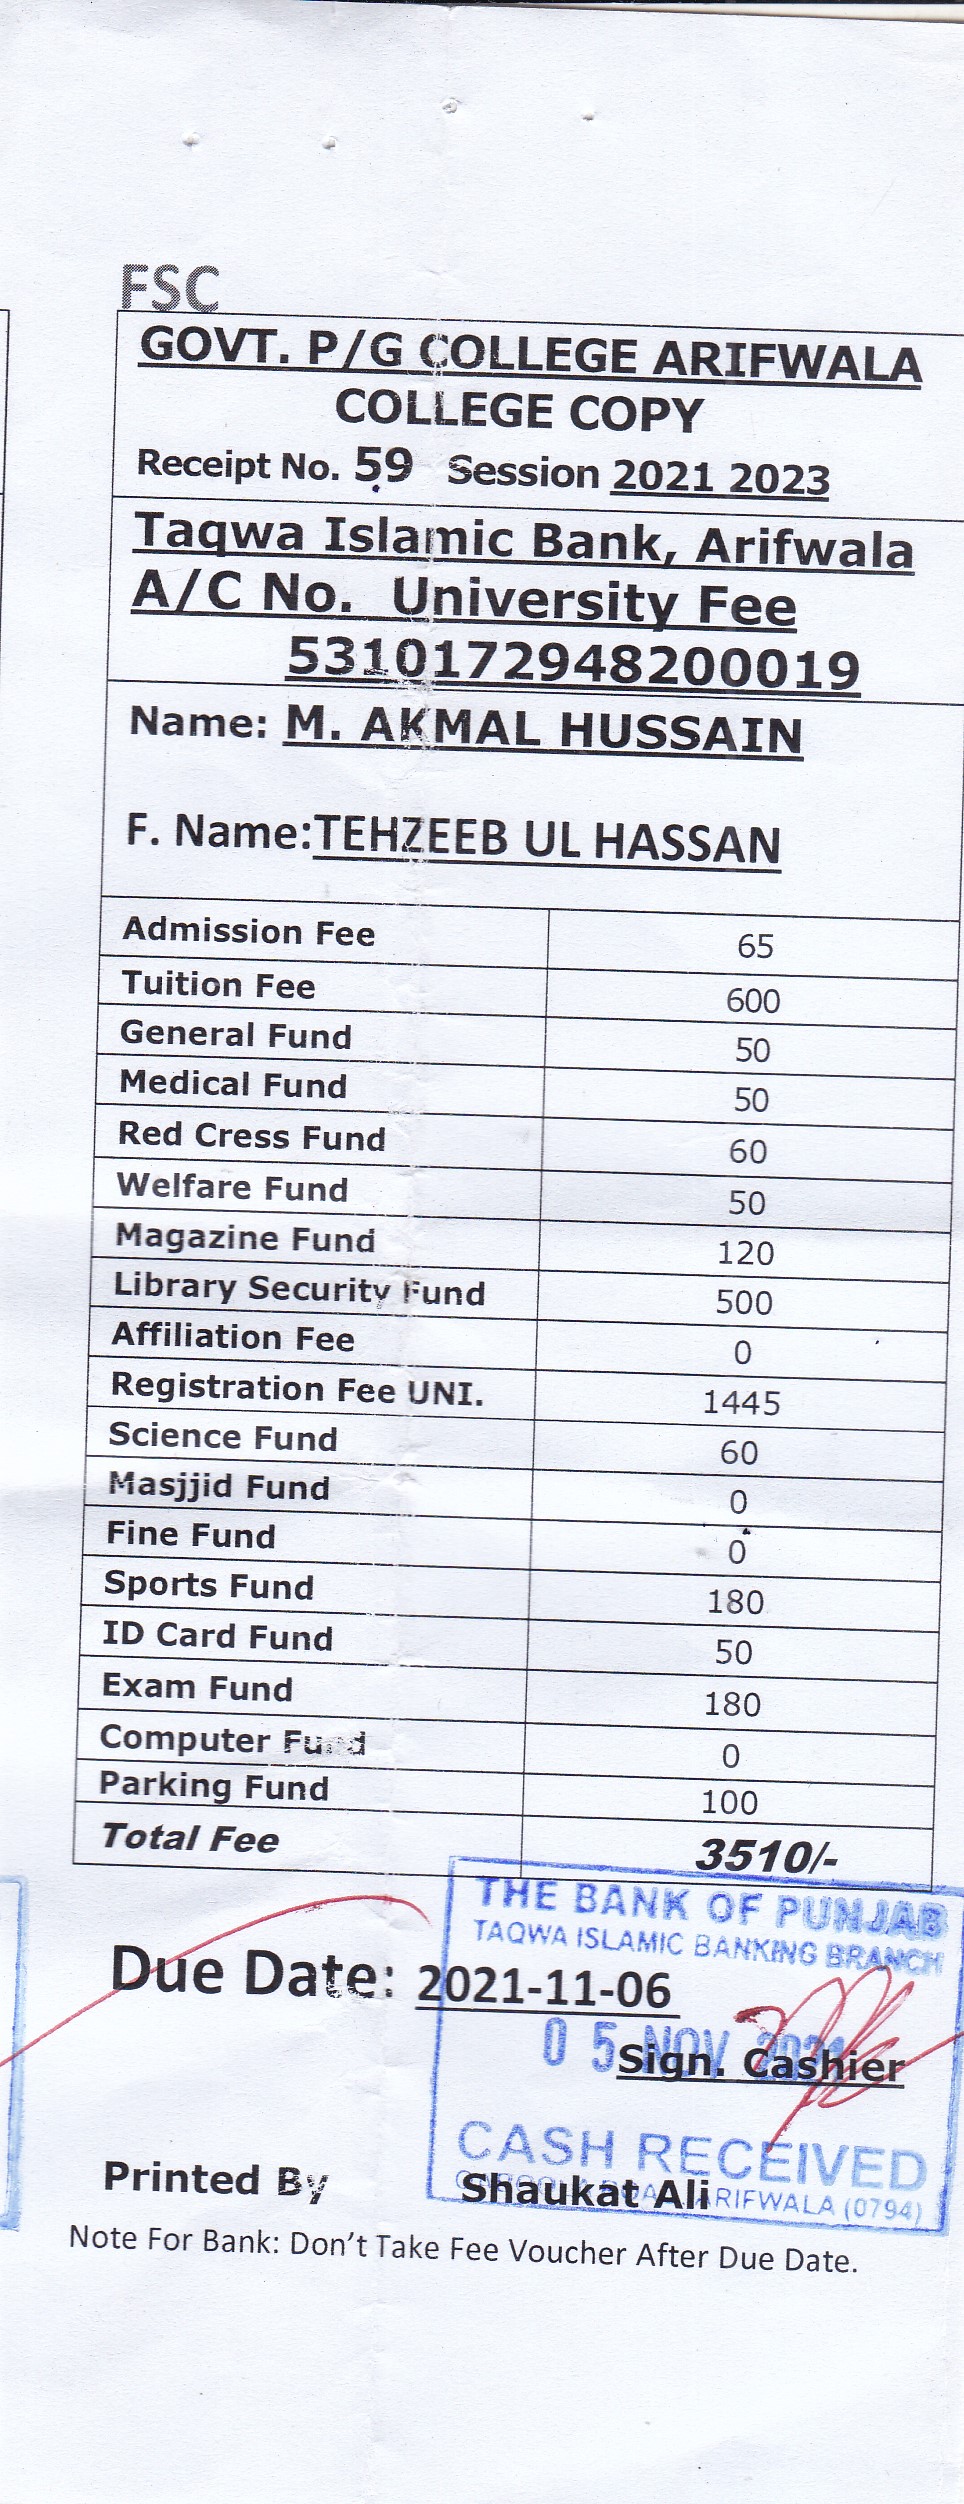 FSC
GOVT. P/G COLLEGE ARIFWALA
COLLEGE COPY
Receipt No. 59 Session 2021 2023
Taqwa Islamic Bank, Arifwala
A/C No. University Fee
5310172948200019
Name: M. AKMAL HUSSAIN
F. Name:TEHZEEB UL HASSAN
Admission Fee 65
Tuition Fee 600
General Fund 50
Medical Fund 50
Red Cress Fund 60
Welfare Fund 50
Magazine Fund 120
Library Security Fund 500
Affiliation Fee 0
Registration Fee UNI. 1445
Science Fund 60
Masjjid Fund 0
Fine Fund 0
Sports Fund 180
ID Card Fund 50
Exam Fund 180
Computer Fund 0
Parking Fund 100
Total Fee 3510/-
THE BANK OF PUNJAB
TAQWA ISLAMIC BANKING BRANCH
Due Date: 2021-11-06
05 NOV 2021
Sign. Cashier
CASH RECEIVED
Printed By Shaukat Ali
ARIFWALA (0794)
Note For Bank: Don't Take Fee Voucher After Due Date.